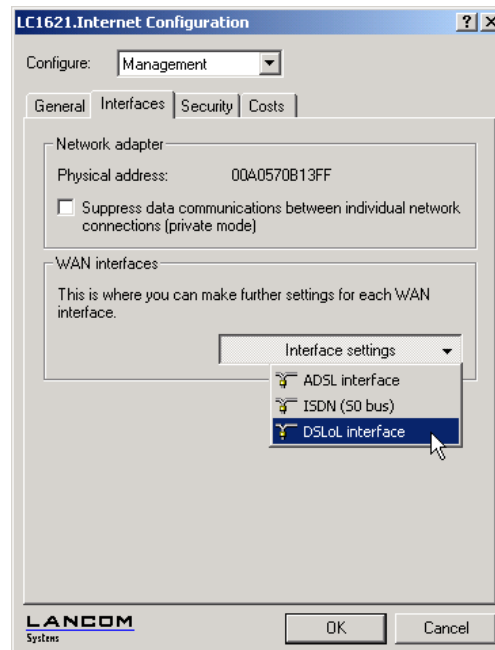 LC1621.Internet Configuration
Configure: Management
General Interfaces Security Costs
Network adapter
Physical address: 00A0570B13FF
Suppress data communications between individual network
connections (private mode)
WAN interfaces
This is where you can make further settings for each WAN
interface.
Interface settings
ADSL interface
ISDN (S0 bus)
DSLoL interface
LANCOM
Systems
OK Cancel